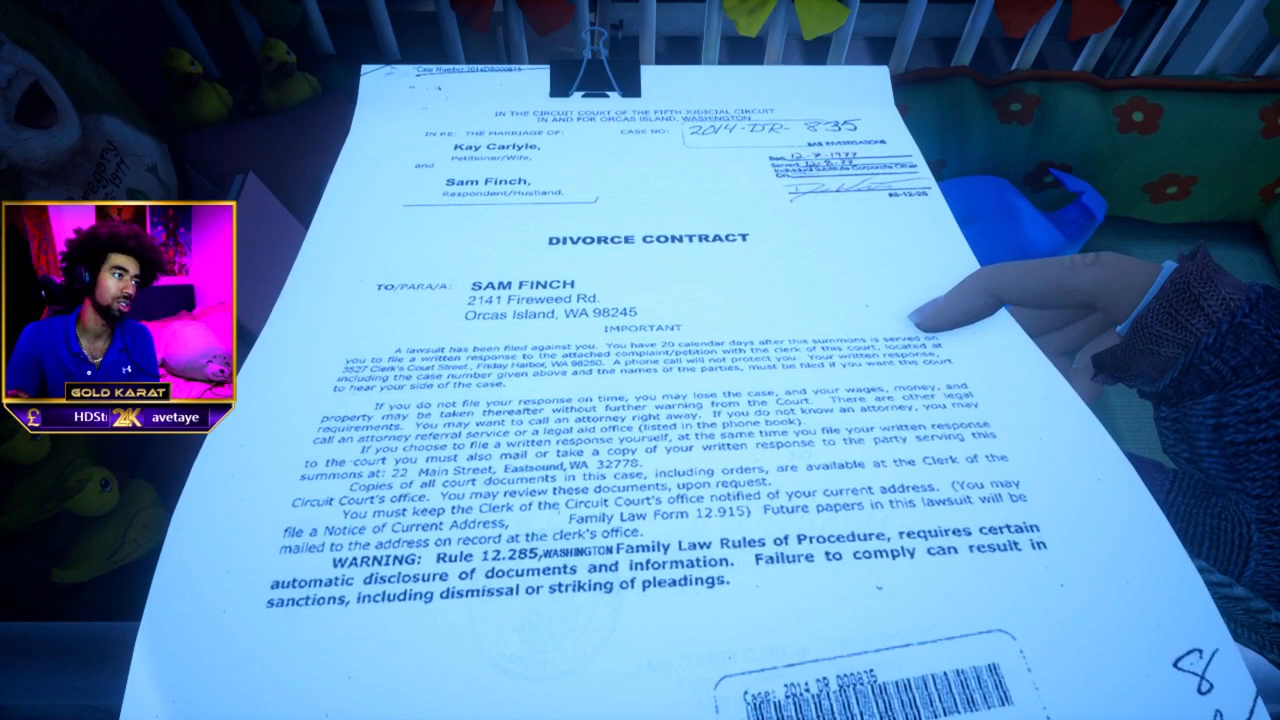 Case Number:2014DR000835
IN THE CIRCUIT COURT OF THE FIFTH JUDICIAL CIRCUIT
IN AND FOR ORCAS ISLAND, WASHINGTON
IN RE: THE MARRIAGE OF:
CASE NO:
2014-DR- 835
Kay Carlyle,
Petitioner/Wife,
and
Sam Finch,
Respondent/Husband.
12-7-1977
#5-12-25
DIVORCE CONTRACT
TO/PARA/A:
SAM FINCH
2141 Fireweed Rd.
Orcas Island, WA 98245
IMPORTANT
A lawsuit has been filed against you. You have 20 calendar days after this summons is served on
you to file a written response to the attached complaint/petition with the clerk of this court, located at
3527 Clerk's Court Street., Friday Harbor, WA 98250. A phone call will not protect you. Your written response,
including the case number given above and the names of the parties, must be filed if you want the court
to hear your side of the case.
If you do not file your response on time, you may lose the case, and your wages, money, and
property may be taken thereafter without further warning from the Court. There are other legal
requirements. You may want to call an attorney right away. If you do not know an attorney, you may
call an attorney referral service or a legal aid office (listed in the phone book).
If you choose to file a written response yourself, at the same time you file your written response
to the court you must also mail or take a copy of your written response to the party serving this
summons at: 22 Main Street, Eastsound, WA 32778.
Copies of all court documents in this case, including orders, are available at the Clerk of the
Circuit Court's office. You may review these documents, upon request.
You must keep the Clerk of the Circuit Court's office notified of your current address. (You may
file a Notice of Current Address, Family Law Form 12.915) Future papers in this lawsuit will be
mailed to the address on record at the clerk's office.
WARNING: Rule 12.285, WASHINGTON Family Law Rules of Procedure, requires certain
automatic disclosure of documents and information. Failure to comply can result in
sanctions, including dismissal or striking of pleadings.
Case: 2014 DR 000835
8
Gregory
1977
GOLD KARAT
£ HDSt 24K avetaye